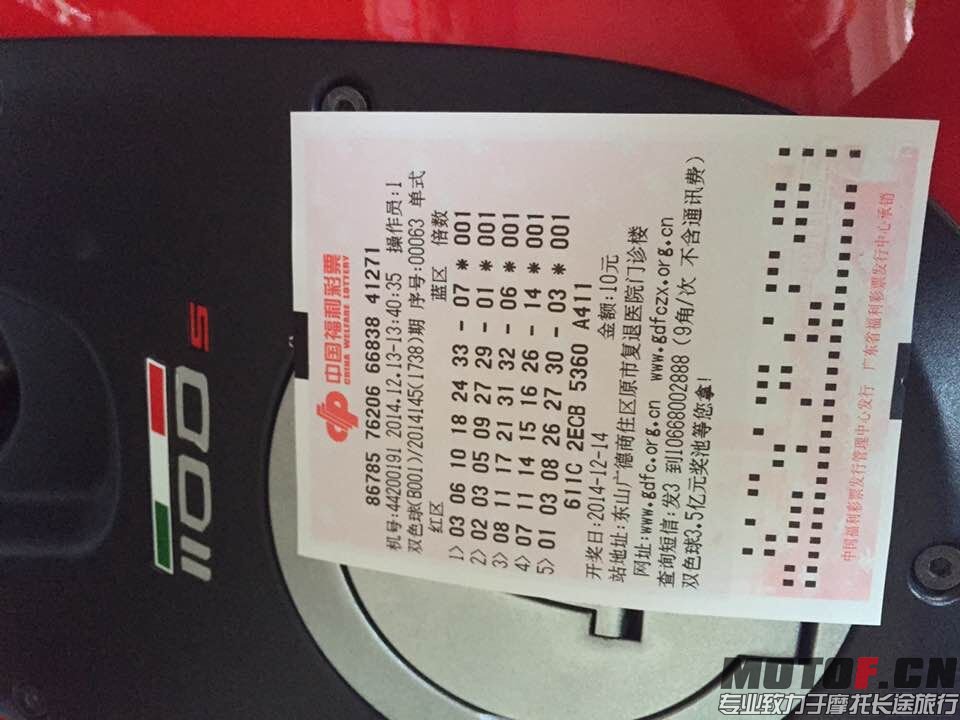 1100 S
中国福利彩票
CHINA WELFARE LOTTERY
86785 76206 66838 41271
机号:44200191 2014.12.13-13:40:35 操作员:1
双色球(B001)/2014145(1738)期 序号:00063 单式
红区 蓝区 倍数
1> 03 06 10 18 24 33 - 07 * 001
2> 02 03 05 09 27 29 - 01 * 001
3> 08 11 17 21 31 32 - 06 * 001
4> 07 11 14 15 16 26 - 14 * 001
5> 01 03 08 26 27 30 - 03 * 001
611C 2ECB 5360 A411
开奖日:2014-12-14 金额:10元
站地址:东山广德商住区原市复退医院门诊楼
网址:www.gdfc.org.cn www.gdfczx.org.cn
查询短信:发3 到10668002888 (9角/次 不含通讯费)
双色球3.5亿元奖池等您拿!
中国福利彩票发行管理中心发行 广东省福利彩票发行中心承销
MOTOF.CN
专业致力于摩托长途旅行